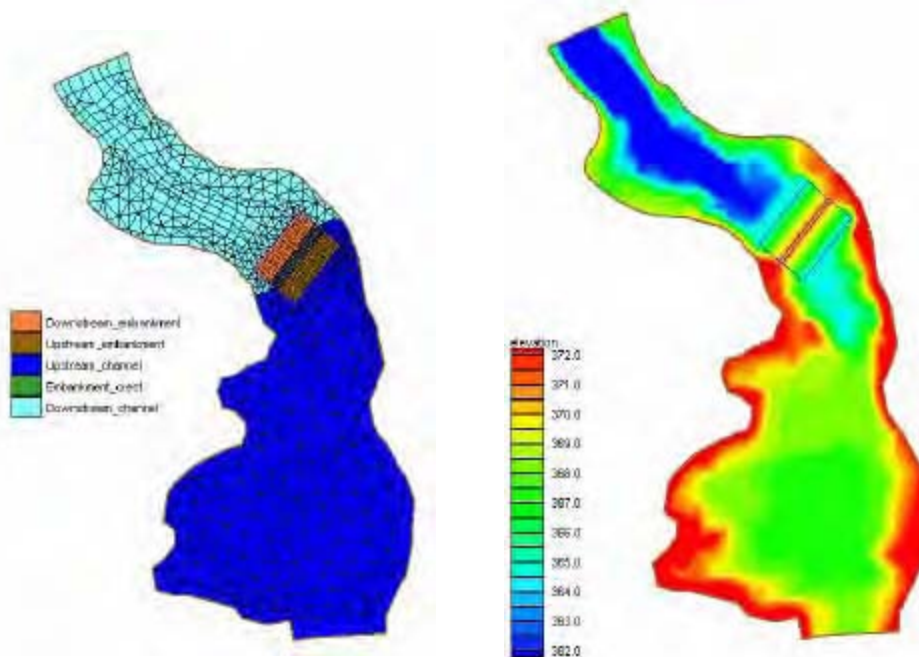 Downstream_embankment
Upstream_embankment
Upstream_channel
Embankment_crest
Downstream_channel
elevation
372.0
371.0
370.0
369.0
368.0
367.0
366.0
365.0
364.0
363.0
362.0